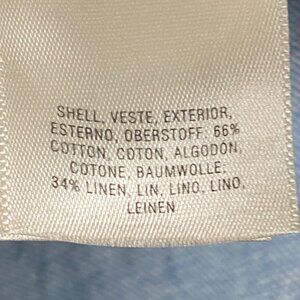 SHELL, VESTE, EXTERIOR,
ESTERNO, OBERSTOFF. 66%
COTTON, COTON, ALGODÓN,
COTONE, BAUMWOLLE.
34% LINEN, LIN, LINO, LINO,
LEINEN